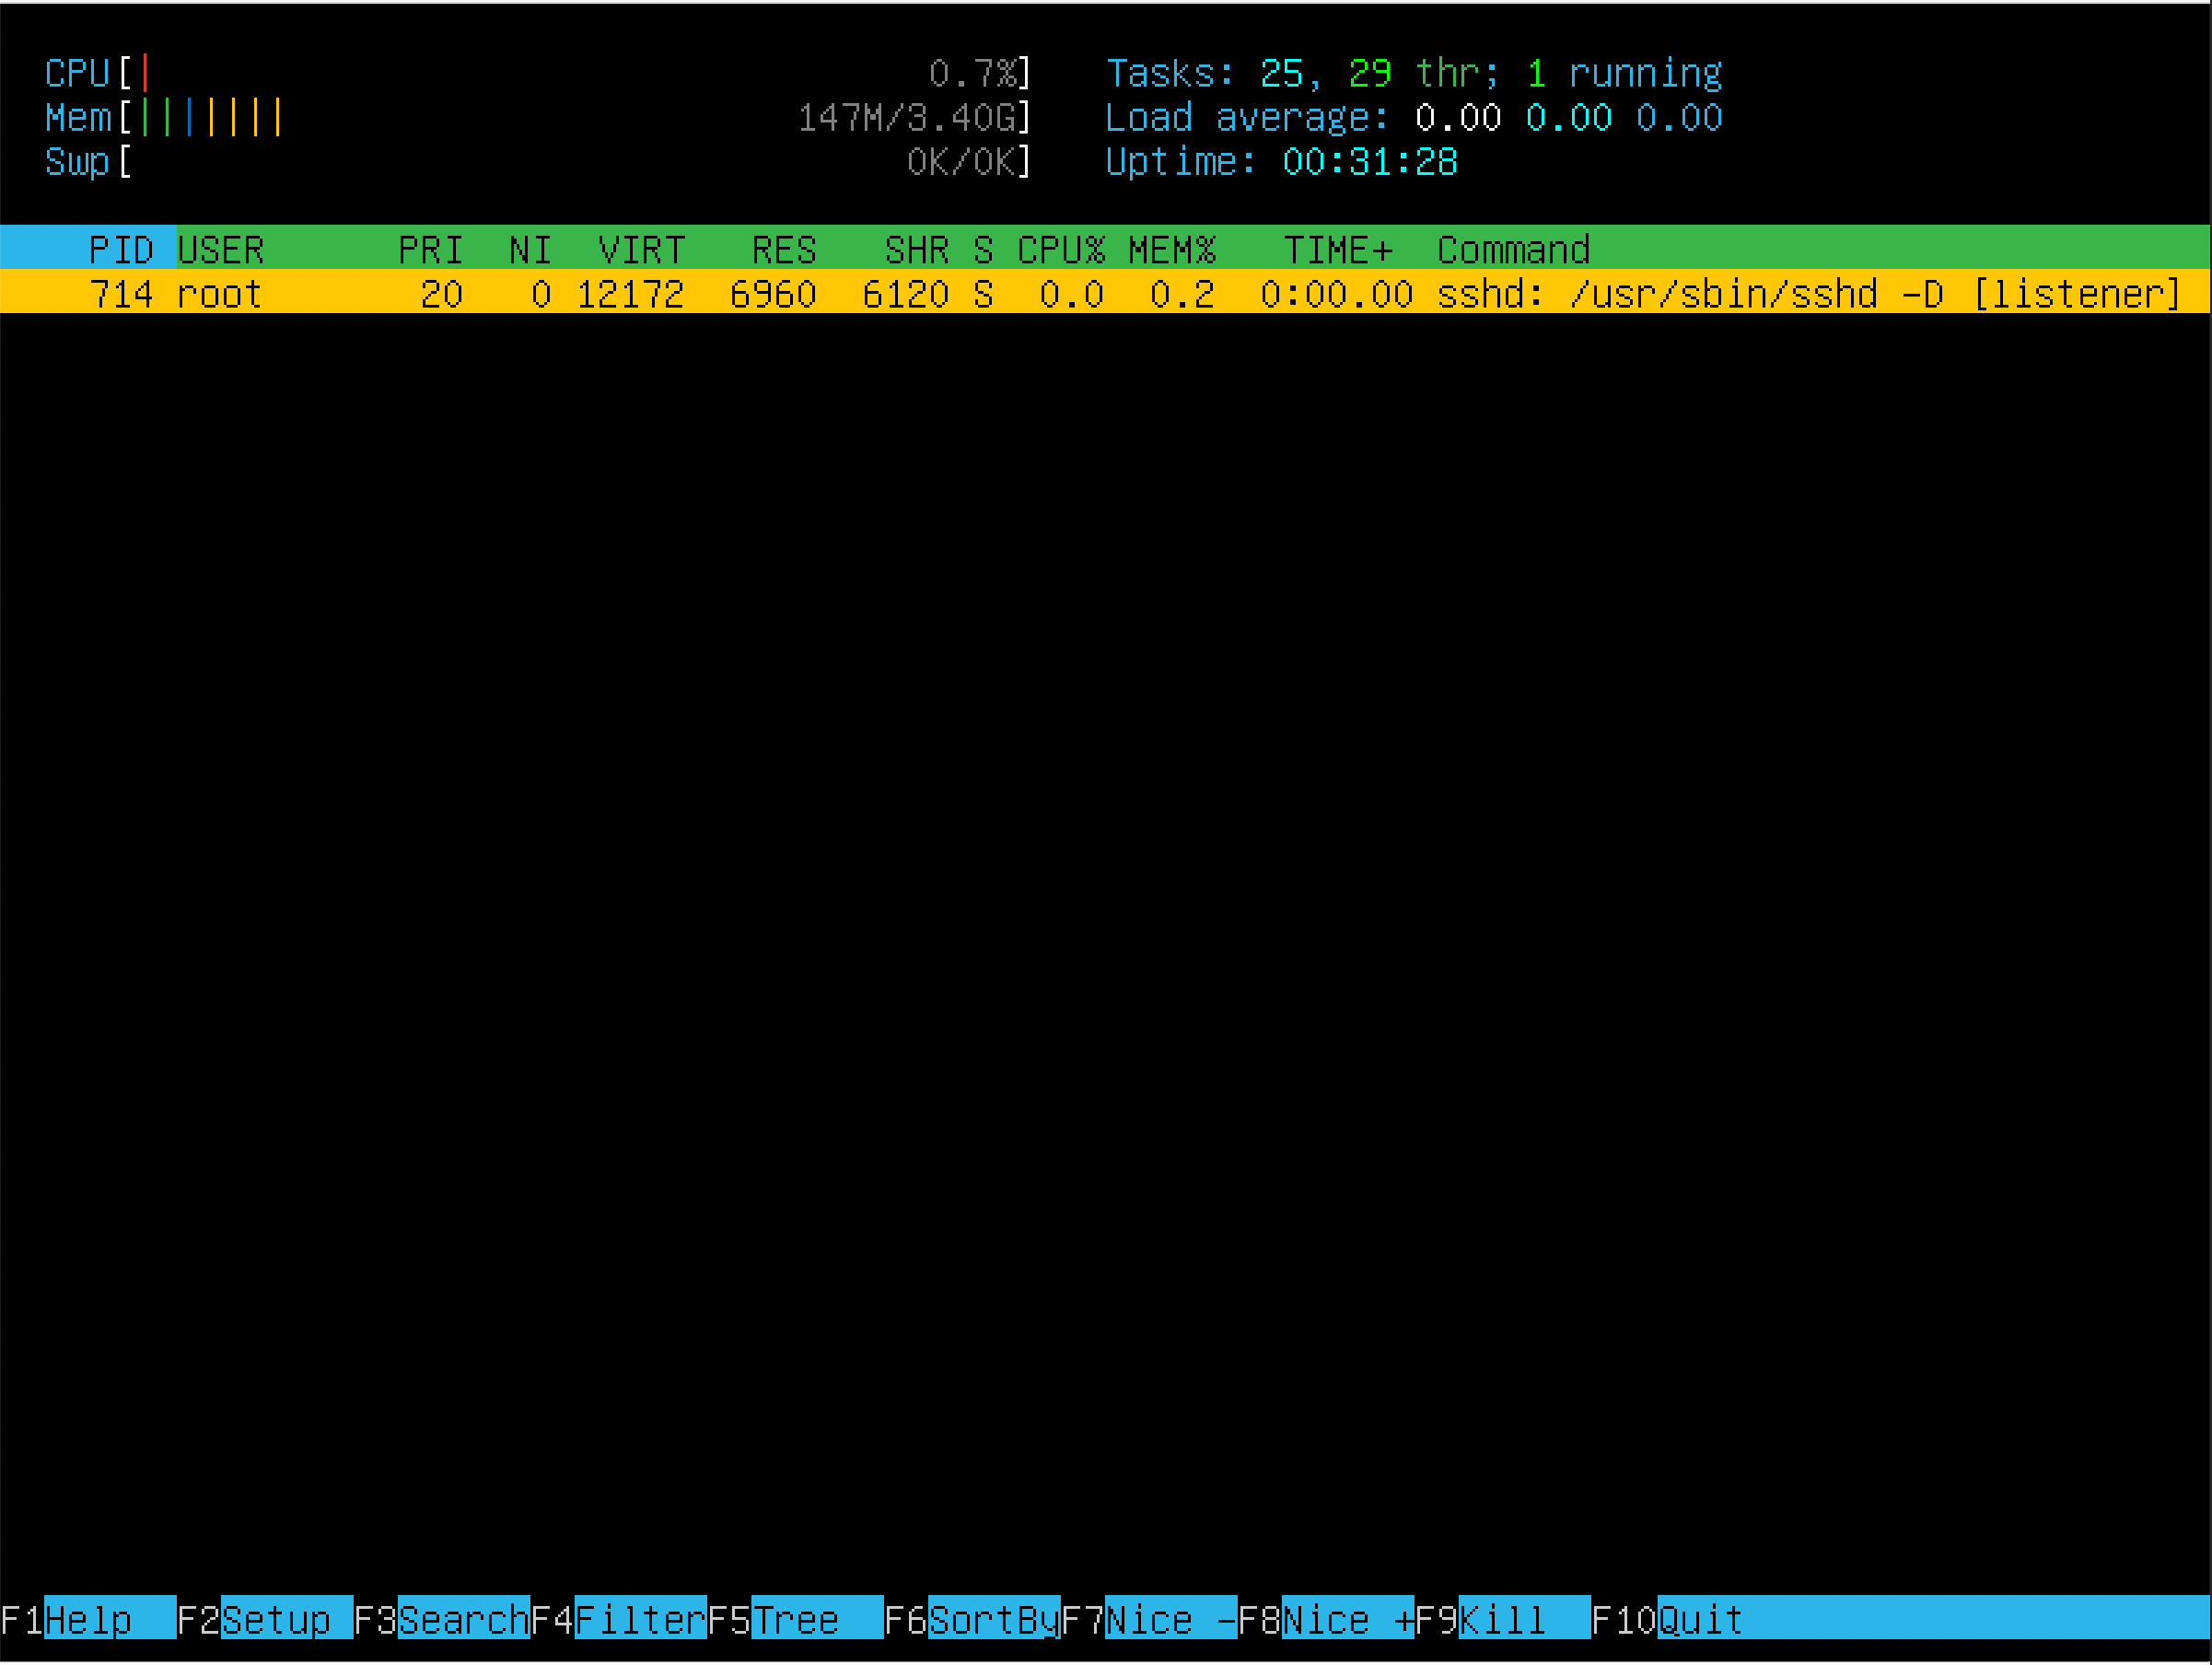 CPU[| 0.7%] Tasks: 25, 29 thr; 1 running
Mem[||||||| 147M/3.40G] Load average: 0.00 0.00 0.00
Swp[ 0K/0K] Uptime: 00:31:28
PID USER PRI NI VIRT RES SHR S CPU% MEM% TIME+ Command
714 root 20 0 12172 6960 6120 S 0.0 0.2 0:00.00 sshd: /usr/sbin/sshd -D [listener]
F1Help F2Setup F3SearchF4FilterF5Tree F6SortByF7Nice -F8Nice +F9Kill F10Quit